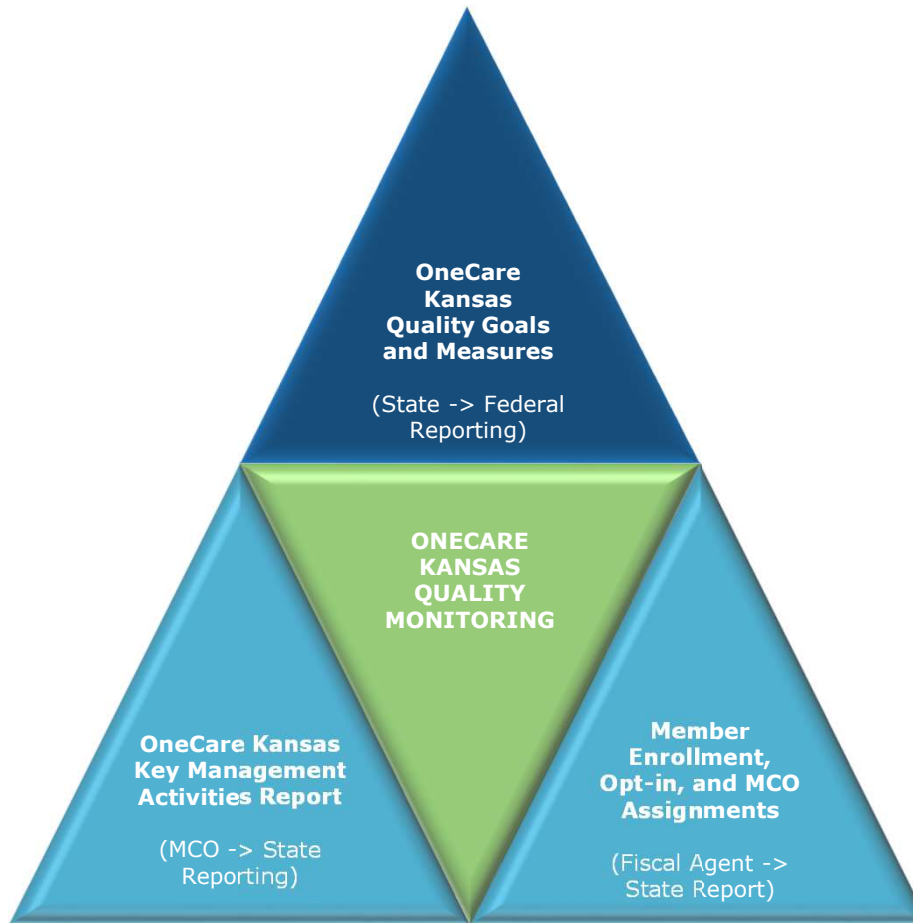 OneCare
Kansas
Quality Goals
and Measures
(State -> Federal
Reporting)
ONECARE
KANSAS
QUALITY
MONITORING
OneCare Kansas
Key Management
Activities Report
(MCO -> State
Reporting)
Member
Enrollment,
Opt-in, and MCO
Assignments
(Fiscal Agent ->
State Report)